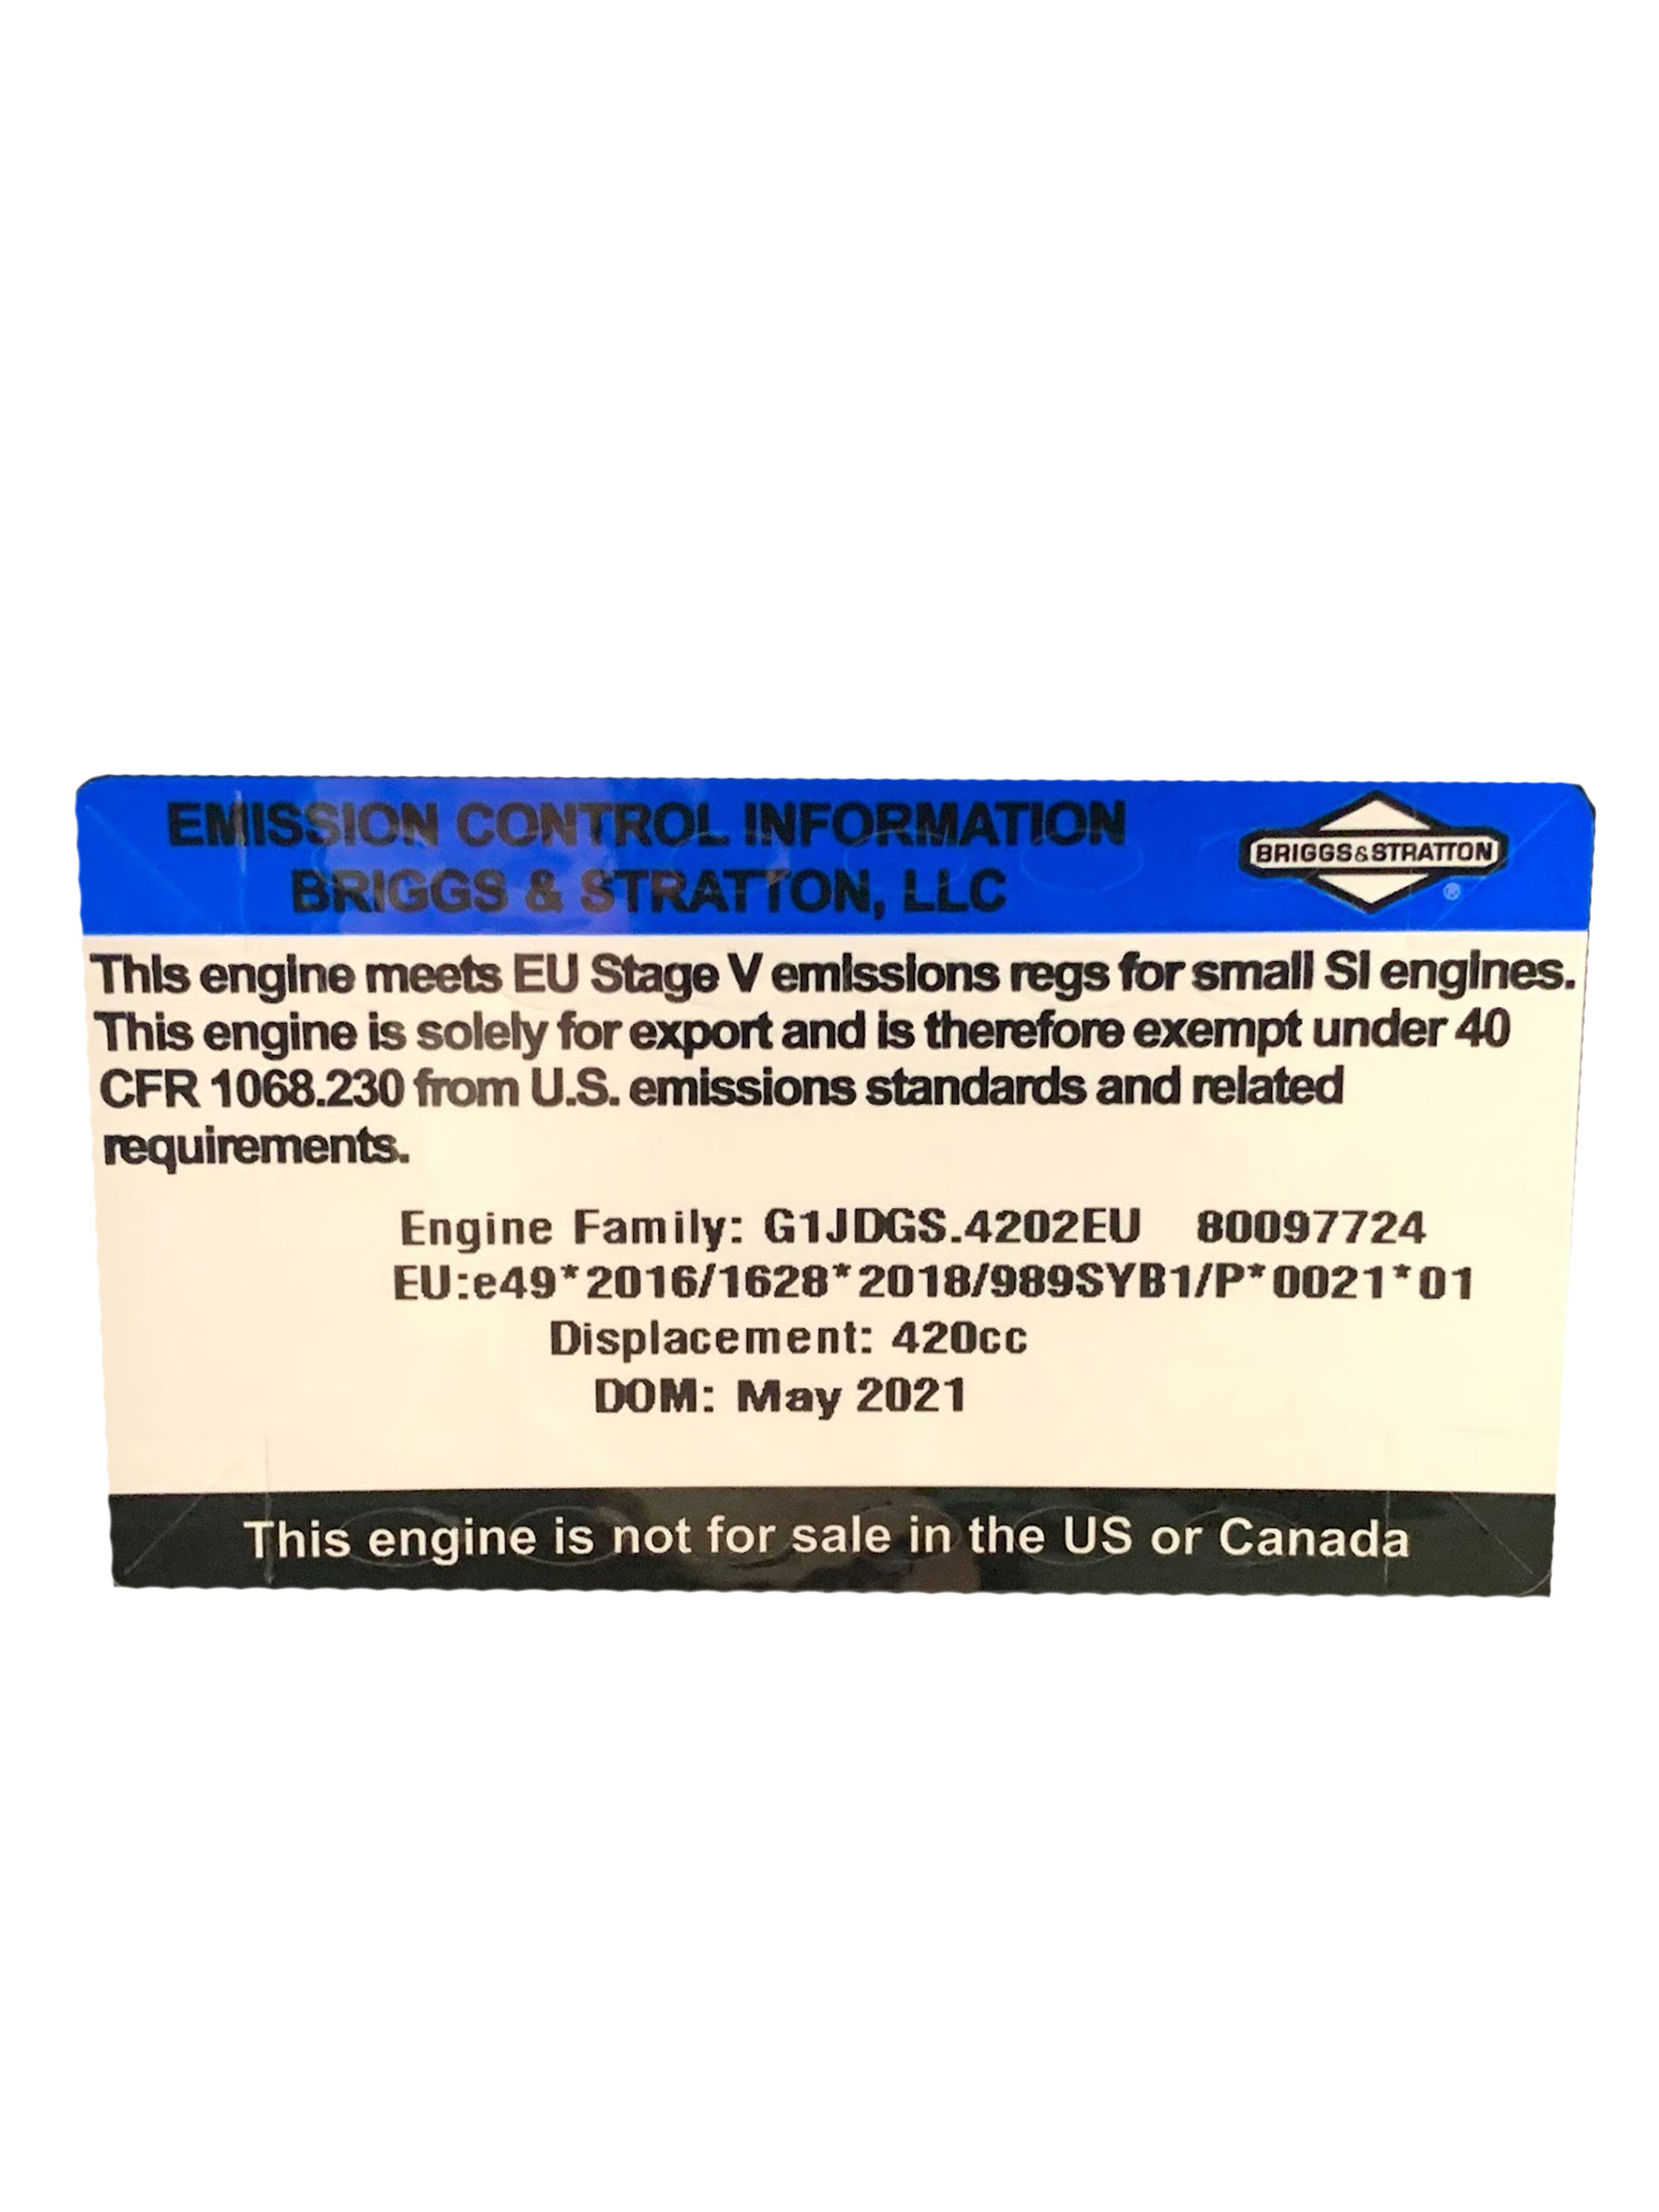 EMISSION CONTROL INFORMATION
BRIGGS & STRATTON, LLC
BRIGGS&STRATTON
®
This engine meets EU Stage V emissions regs for small SI engines.
This engine is solely for export and is therefore exempt under 40
CFR 1068.230 from U.S. emissions standards and related
requirements.
Engine Family: G1JDGS.4202EU 80097724
EU:e49*2016/1628*2018/989SYB1/P*0021*01
Displacement: 420cc
DOM: May 2021
This engine is not for sale in the US or Canada